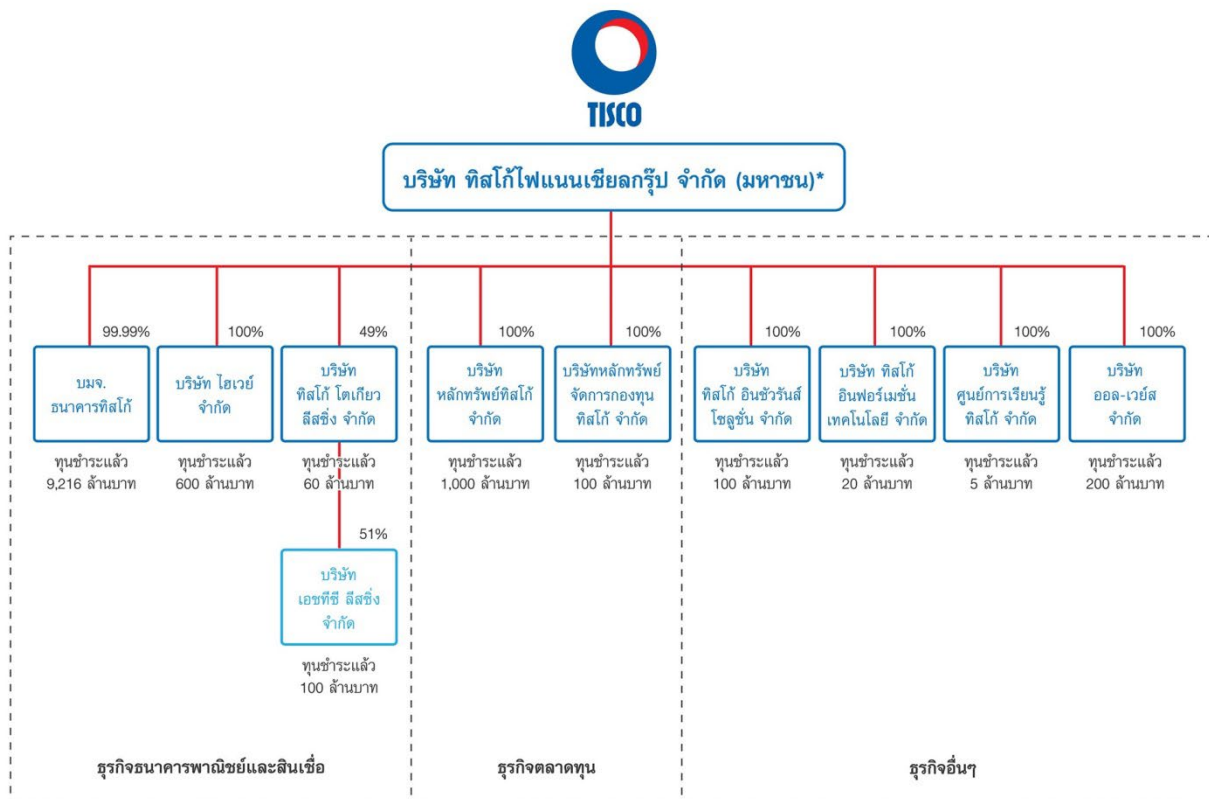 TISCO
บริษัท ทิสโก้ไฟแนนเชียลกรุ๊ป จำกัด (มหาชน)*
99.99%
บมจ.
ธนาคารทิสโก้
ทุนชำระแล้ว
9,216 ล้านบาท
100%
บริษัท ไฮเวย์
จำกัด
ทุนชำระแล้ว
600 ล้านบาท
49%
บริษัท
ทิสโก้ โตเกียว
ลีสซิ่ง จำกัด
ทุนชำระแล้ว
60 ล้านบาท
51%
บริษัท
เอชทีซี ลีสซิ่ง
จำกัด
ทุนชำระแล้ว
100 ล้านบาท
ธุรกิจธนาคารพาณิชย์และสินเชื่อ
100%
บริษัท
หลักทรัพย์ทิสโก้
จำกัด
ทุนชำระแล้ว
1,000 ล้านบาท
100%
บริษัทหลักทรัพย์
จัดการกองทุน
ทิสโก้ จำกัด
ทุนชำระแล้ว
100 ล้านบาท
ธุรกิจตลาดทุน
100%
บริษัท
ทิสโก้ อินชัวรันส์
โซลูชั่น จำกัด
ทุนชำระแล้ว
100 ล้านบาท
100%
บริษัท ทิสโก้
อินฟอร์เมชั่น
เทคโนโลยี จำกัด
ทุนชำระแล้ว
20 ล้านบาท
100%
บริษัท
ศูนย์การเรียนรู้
ทิสโก้ จำกัด
ทุนชำระแล้ว
5 ล้านบาท
100%
บริษัท
ออล-เวย์ส
จำกัด
ทุนชำระแล้ว
200 ล้านบาท
ธุรกิจอื่นๆ